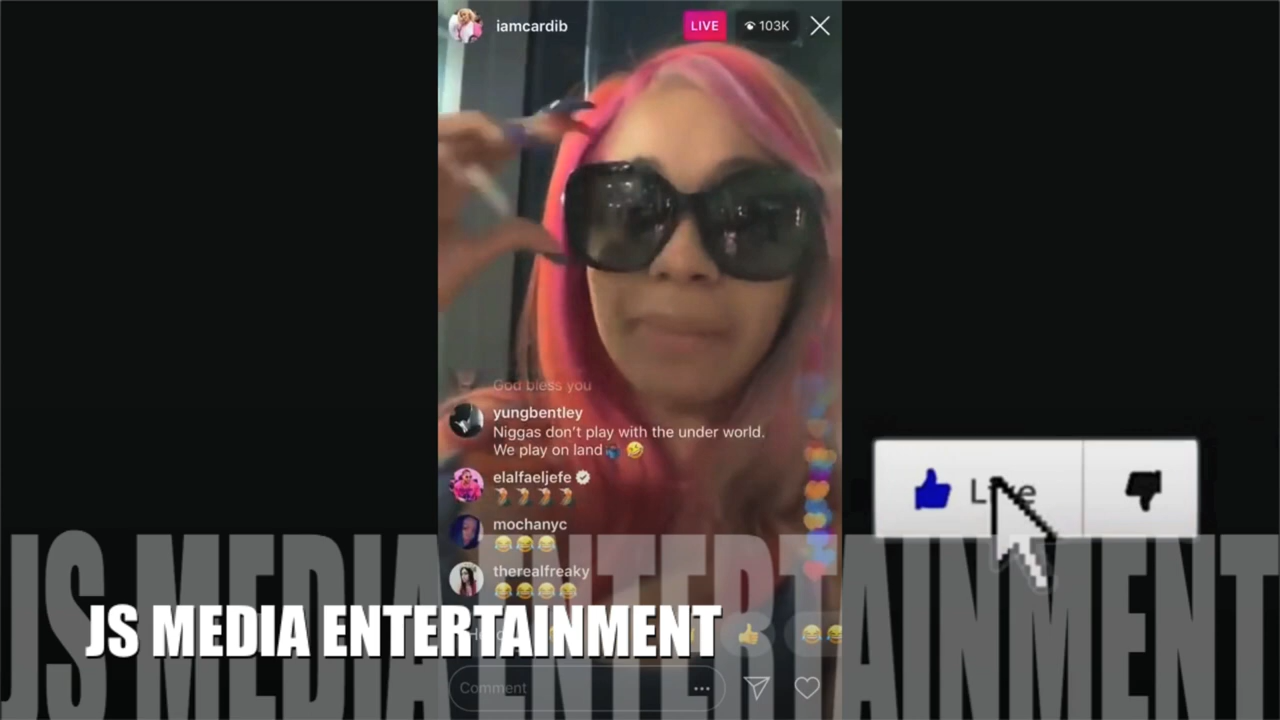 iamcardib
LIVE
103K
God bless you
yungbentley
Niggas don't play with the under world.
We play on land
elalfaeljefe
mochanyc
therealfreaky
JS MEDIA ENTERTAINMENT
JS MEDIA ENTERTAINMENT
Comment
Like